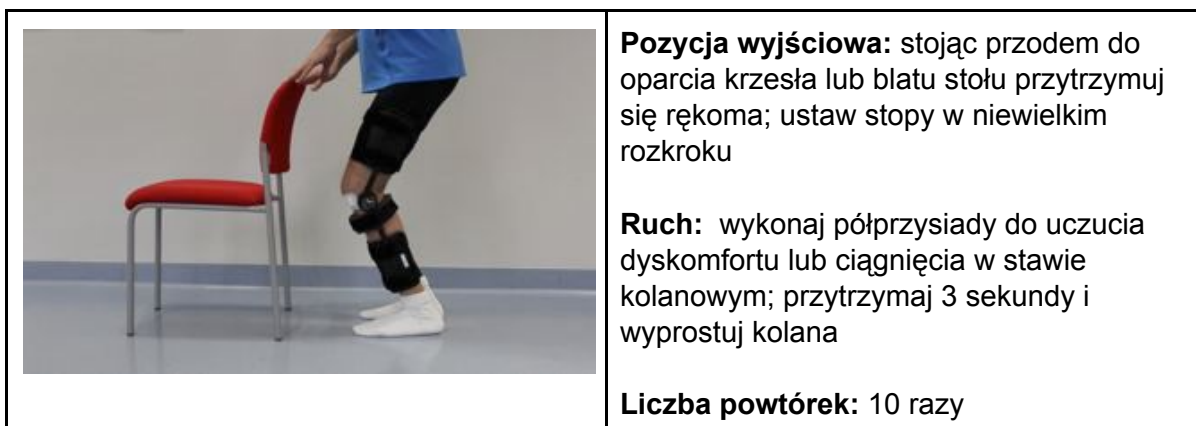 Pozycja wyjściowa: stojąc przodem do
oparcia krzesła lub blatu stołu przytrzymuj
się rękoma; ustaw stopy w niewielkim
rozkroku
Ruch: wykonaj półprzysiady do uczucia
dyskomfortu lub ciągnięcia w stawie
kolanowym; przytrzymaj 3 sekundy i
wyprostuj kolana
Liczba powtórek: 10 razy